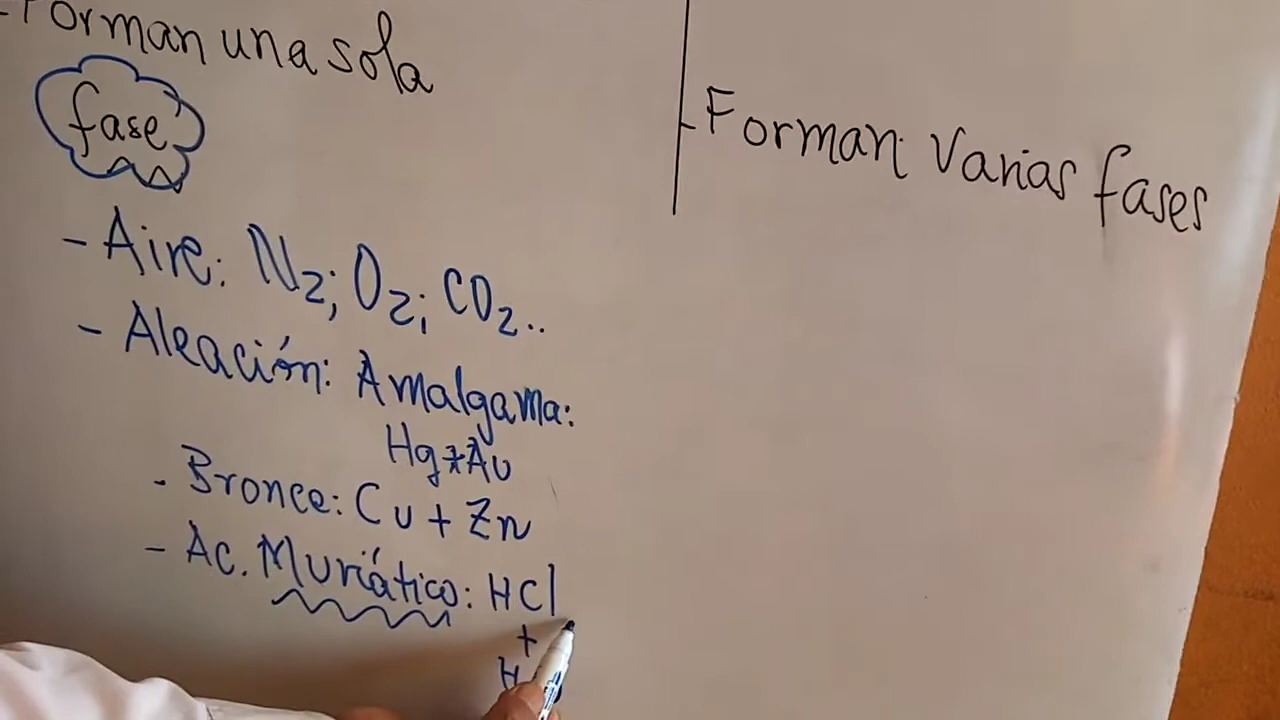 -Forman una sola
fase
- Aire: N2; O2; CO2..
- Aleación: Amalgama:
Hg+Au
- Bronce: Cu + Zn
- Ac. Muriático: HCl
+
H
-Forman Varias fases